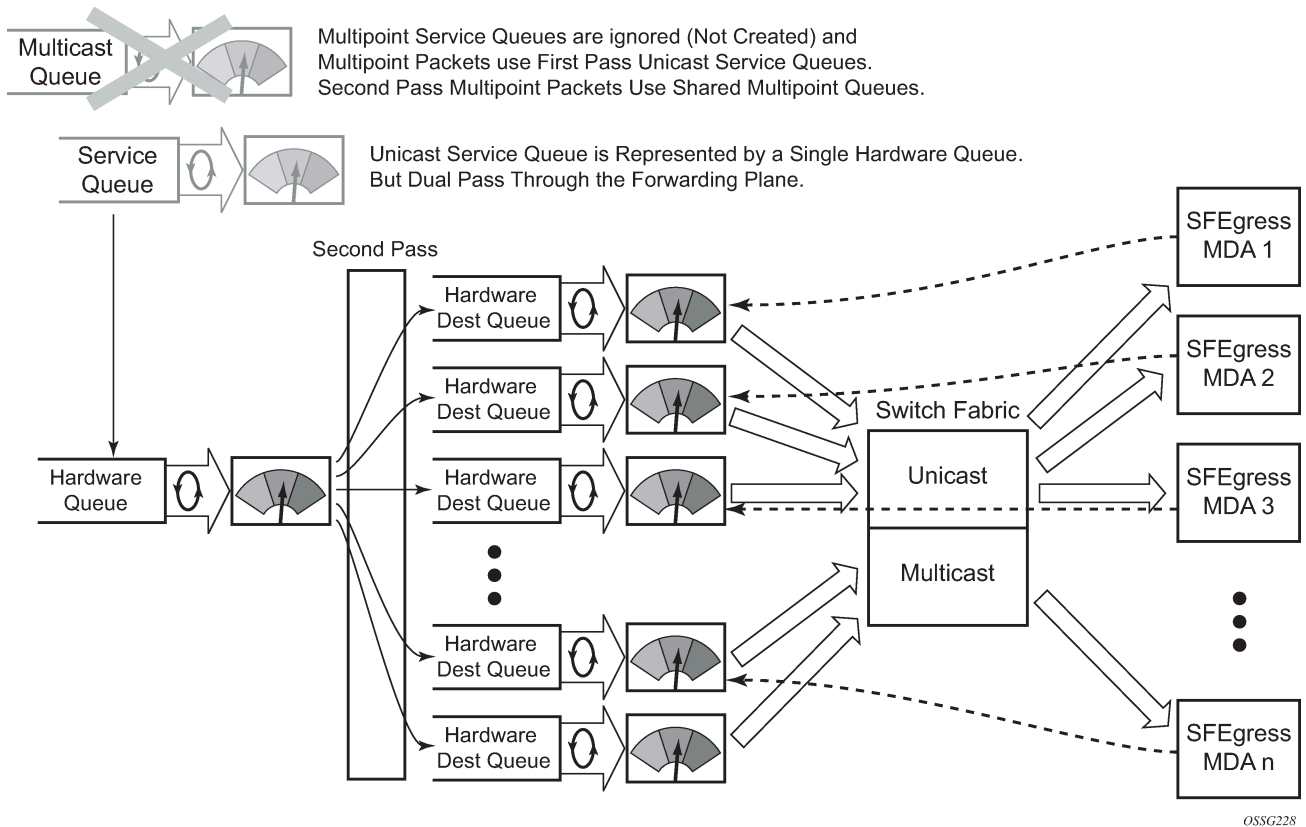 Multicast
Queue
Multipoint Service Queues are ignored (Not Created) and
Multipoint Packets use First Pass Unicast Service Queues.
Second Pass Multipoint Packets Use Shared Multipoint Queues.
Service
Queue
Unicast Service Queue is Represented by a Single Hardware Queue.
But Dual Pass Through the Forwarding Plane.
Second Pass
Hardware
Queue
Hardware
Dest Queue
Hardware
Dest Queue
Hardware
Dest Queue
Hardware
Dest Queue
Hardware
Dest Queue
Switch Fabric
Unicast
Multicast
SFEgress
MDA 1
SFEgress
MDA 2
SFEgress
MDA 3
SFEgress
MDA n
OSSG228